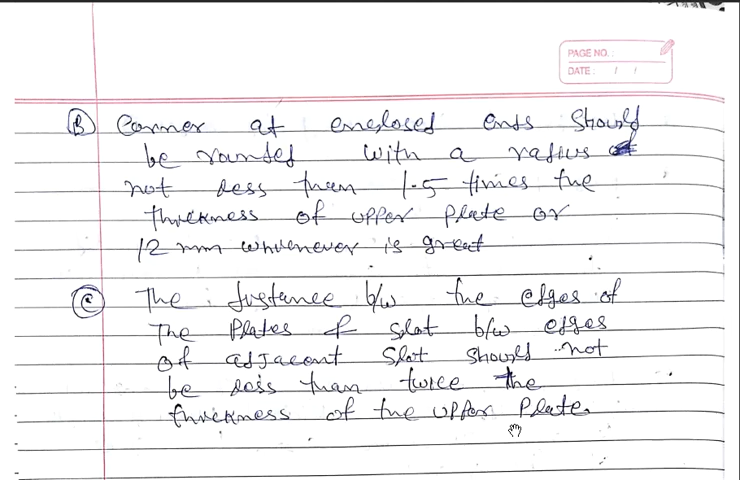 PAGE NO. :
DATE : / /
(B) Corner at enclosed ends should
be rounded with a radius
not less than 1.5 times the
thickness of upper plate or
12 mm whichever is great
(C) The distance b/w the edges of
The plates & slot b/w edges
of adjacent slot should not
be less than twice the
thickness of the upper plate.